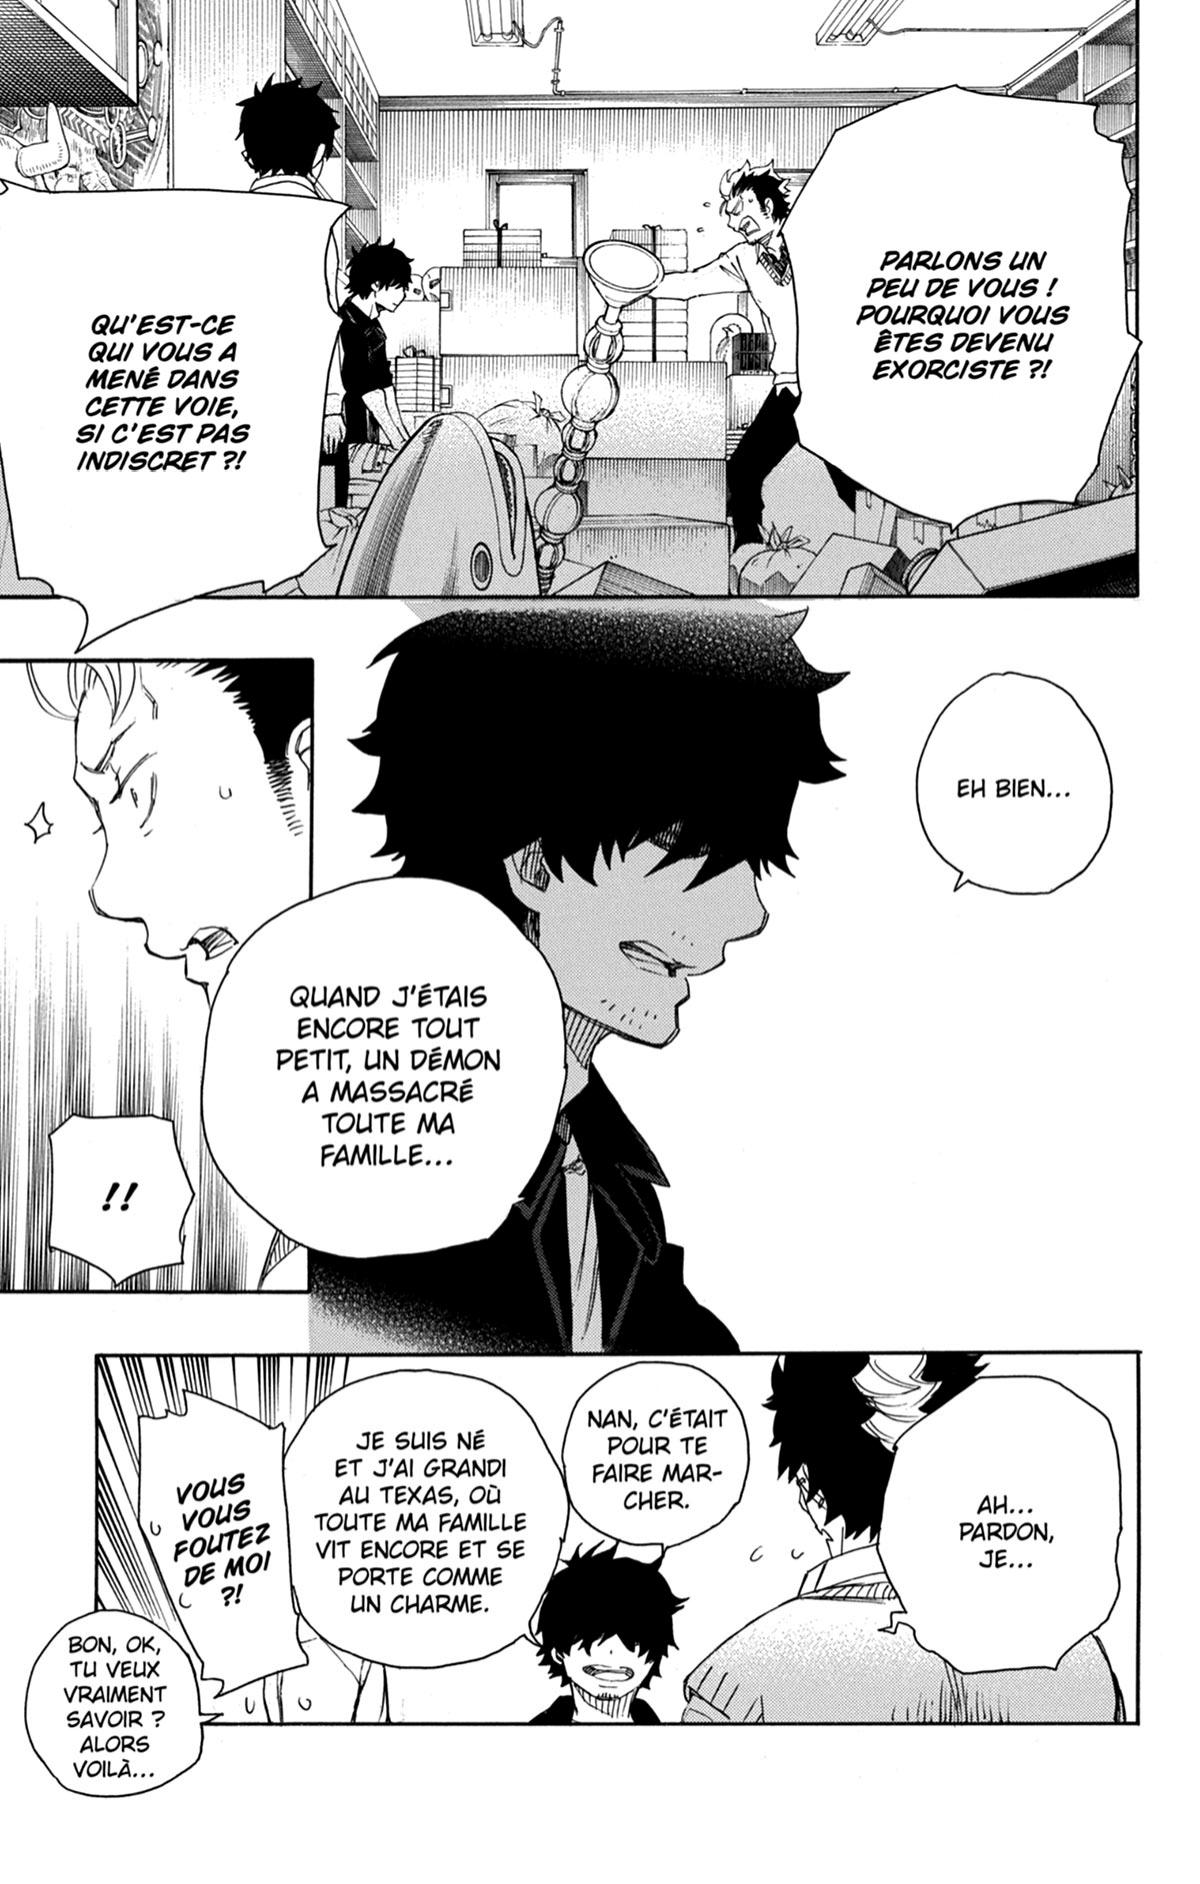 PARLONS UN
PEU DE VOUS !
POURQUOI VOUS
ÊTES DEVENU
EXORCISTE ?!
QU'EST-CE
QUI VOUS A
MENÉ DANS
CETTE VOIE,
SI C'EST PAS
INDISCRET ?!
EH BIEN...
QUAND J'ÉTAIS
ENCORE TOUT
PETIT, UN DÉMON
A MASSACRÉ
TOUTE MA
FAMILLE...
!!
AH...
PARDON,
JE...
NAN, C'ÉTAIT
POUR TE
FAIRE MAR-
CHER.
JE SUIS NÉ
ET J'AI GRANDI
AU TEXAS, OÙ
TOUTE MA FAMILLE
VIT ENCORE ET SE
PORTE COMME
UN CHARME.
VOUS
VOUS
FOUTEZ
DE MOI
?!
BON, OK,
TU VEUX
VRAIMENT
SAVOIR ?
ALORS
VOILÀ...